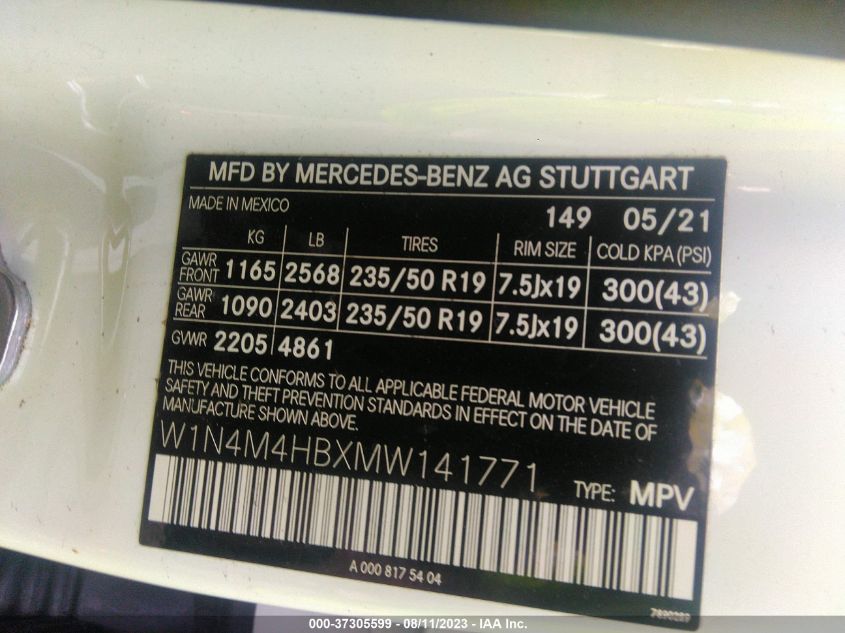 MFD BY MERCEDES-BENZ AG STUTTGART
MADE IN MEXICO 149 05/21
KG LB TIRES RIM SIZE COLD KPA (PSI)
GAWR FRONT 1165 2568 235/50 R19 7.5Jx19 300(43)
GAWR REAR 1090 2403 235/50 R19 7.5Jx19 300(43)
GVWR 2205 4861
THIS VEHICLE CONFORMS TO ALL APPLICABLE FEDERAL MOTOR VEHICLE
SAFETY AND THEFT PREVENTION STANDARDS IN EFFECT ON THE DATE OF
MANUFACTURE SHOWN ABOVE.
W1N4M4HBXMW141771 TYPE: MPV
A 000 817 54 04
7890289
000-37305599 - 08/11/2023 - IAA Inc.